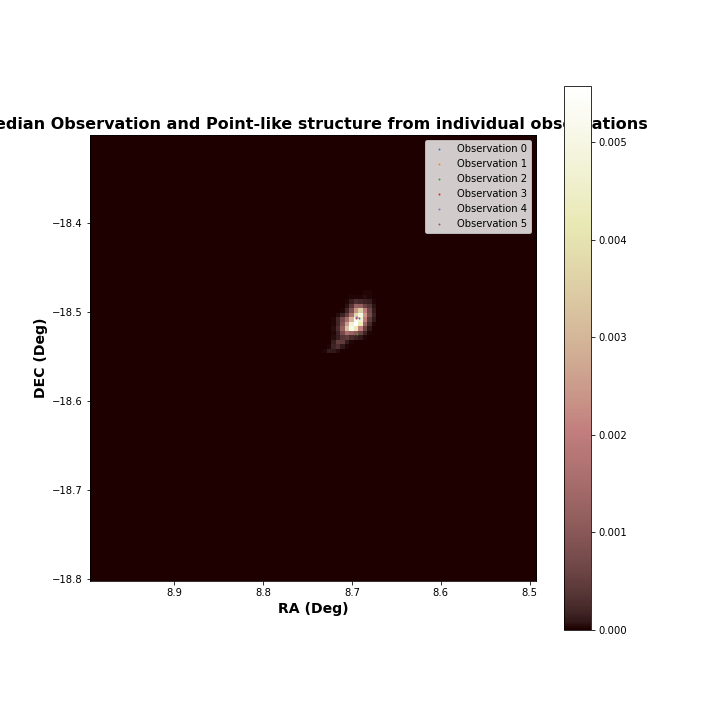 edian Observation and Point-like structure from individual obse ations
Observation 0
Observation 1
Observation 2
Observation 3
Observation 4
Observation 5
−18.4
−18.5
−18.6
−18.7
−18.8
DEC (Deg)
8.9
8.8
8.7
8.6
8.5
RA (Deg)
0.005
0.004
0.003
0.002
0.001
0.000